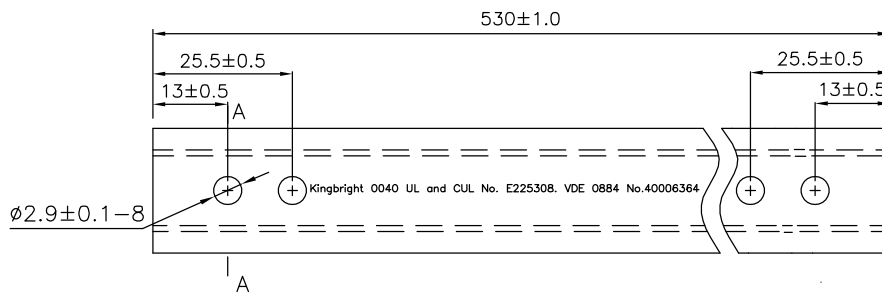 530±1.0
25.5±0.5
25.5±0.5
13±0.5
13±0.5
A
Kingbright 0040 UL and CUL No. E225308. VDE 0884 No.40006364
ø2.9±0.1-8
A